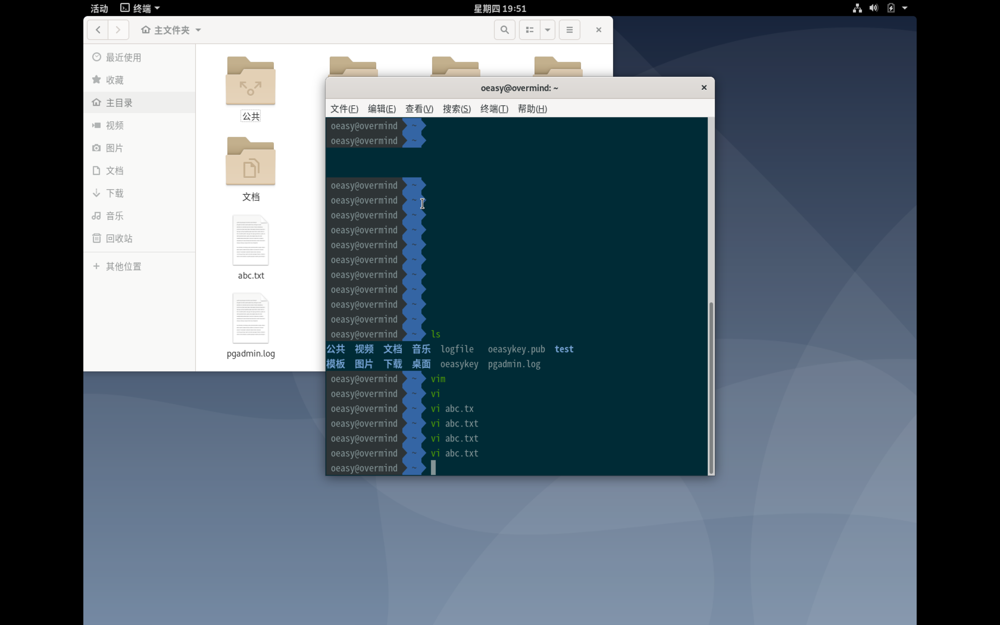 活动 终端
星期四 19:51
主文件夹
最近使用
收藏
主目录
视频
图片
文档
下载
音乐
回收站
其他位置
公共
文档
abc.txt
pgadmin.log
oeasy@overmind: ~
文件(F) 编辑(E) 查看(V) 搜索(S) 终端(T) 帮助(H)
oeasy@overmind ~
oeasy@overmind ~
oeasy@overmind ~
oeasy@overmind ~
oeasy@overmind ~
oeasy@overmind ~
oeasy@overmind ~
oeasy@overmind ~
oeasy@overmind ~
oeasy@overmind ~
oeasy@overmind ~
oeasy@overmind ~
oeasy@overmind ~ ls
公共 视频 文档 音乐 logfile oeasykey.pub test
模板 图片 下载 桌面 oeasykey pgadmin.log
oeasy@overmind ~ vim
oeasy@overmind ~ vi
oeasy@overmind ~ vi abc.tx
oeasy@overmind ~ vi abc.txt
oeasy@overmind ~ vi abc.txt
oeasy@overmind ~ vi abc.txt
oeasy@overmind ~